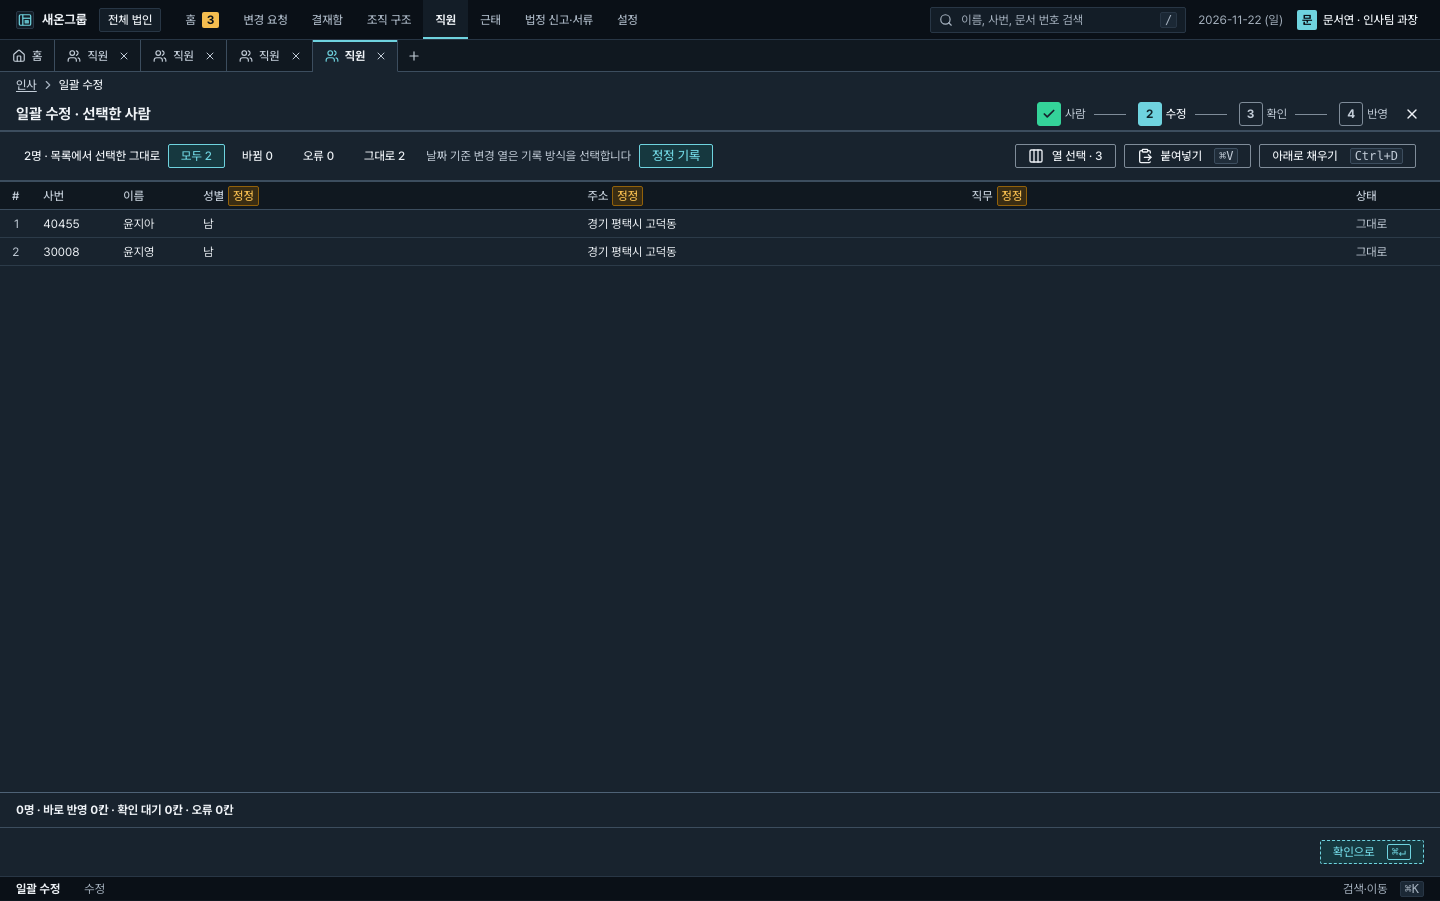 새온그룹 전체 법인 홈 3 변경 요청 결재함 조직 구조 직원 근태 법정 신고·서류 설정 이름, 사번, 문서 번호 검색 / 2026-11-22 (일) 문 문서연 · 인사팀 과장
홈 직원 직원 직원 직원
인사 일괄 수정
일괄 수정 · 선택한 사람 사람 2 수정 3 확인 4 반영
2명 · 목록에서 선택한 그대로 모두 2 바뀜 0 오류 0 그대로 2 날짜 기준 변경 열은 기록 방식을 선택합니다 정정 기록 열 선택 · 3 붙여넣기 ⌘V 아래로 채우기 Ctrl+D
# 사번 이름 성별 정정 주소 정정 직무 정정 상태
1 40455 윤지아 남 경기 평택시 고덕동 그대로
2 30008 윤지영 남 경기 평택시 고덕동 그대로
0명 · 바로 반영 0칸 · 확인 대기 0칸 · 오류 0칸
확인으로 ⌘↵
일괄 수정 수정 검색·이동 ⌘K